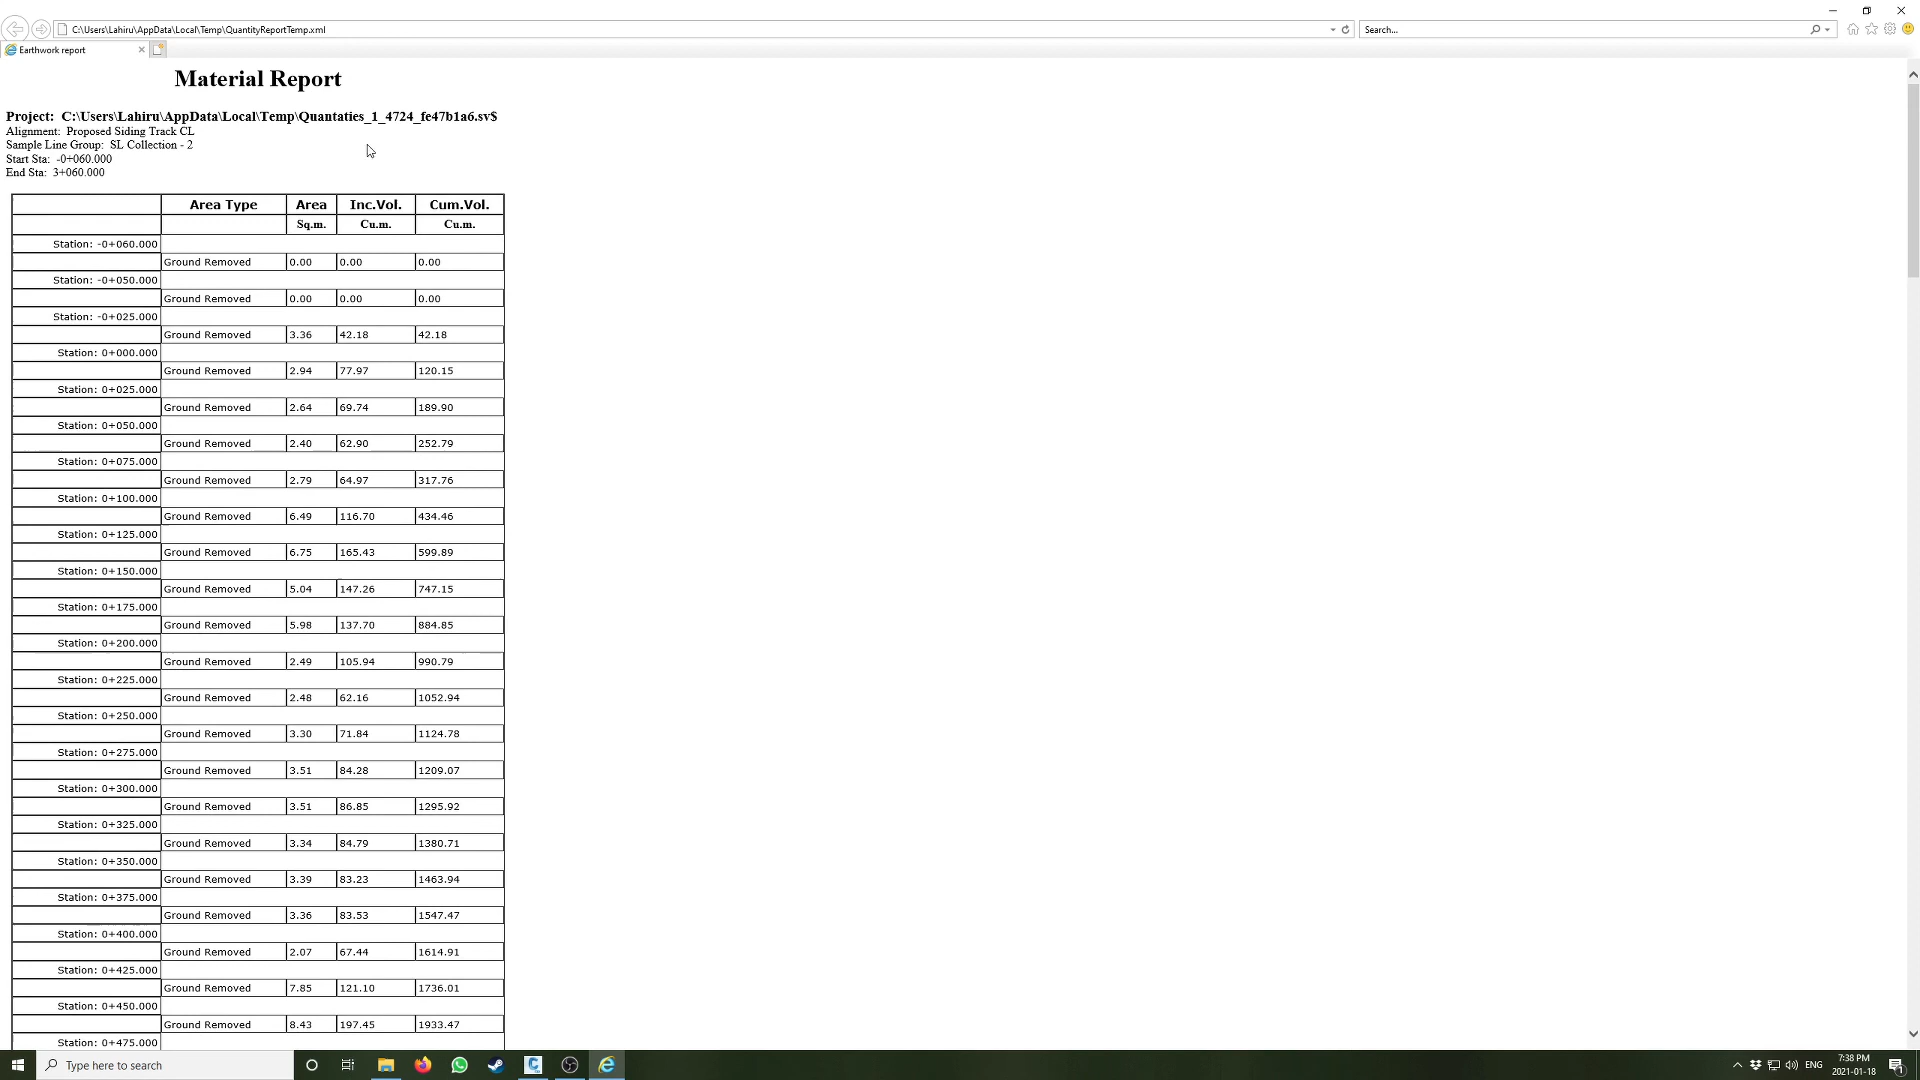 C:\Users\Lahiru\AppData\Local\Temp\QuantityReportTemp.xml
Search...
Earthwork report
Material Report
Project: C:\Users\Lahiru\AppData\Local\Temp\Quantaties_1_4724_fe47b1a6.sv$
Alignment: Proposed Siding Track CL
Sample Line Group: SL Collection - 2
Start Sta: -0+060.000
End Sta: 3+060.000
Area Type Area Inc.Vol. Cum.Vol.
Sq.m. Cu.m. Cu.m.
Station: -0+060.000
Ground Removed 0.00 0.00 0.00
Station: -0+050.000
Ground Removed 0.00 0.00 0.00
Station: -0+025.000
Ground Removed 3.36 42.18 42.18
Station: 0+000.000
Ground Removed 2.94 77.97 120.15
Station: 0+025.000
Ground Removed 2.64 69.74 189.90
Station: 0+050.000
Ground Removed 2.40 62.90 252.79
Station: 0+075.000
Ground Removed 2.79 64.97 317.76
Station: 0+100.000
Ground Removed 6.49 116.70 434.46
Station: 0+125.000
Ground Removed 6.75 165.43 599.89
Station: 0+150.000
Ground Removed 5.04 147.26 747.15
Station: 0+175.000
Ground Removed 5.98 137.70 884.85
Station: 0+200.000
Ground Removed 2.49 105.94 990.79
Station: 0+225.000
Ground Removed 2.48 62.16 1052.94
Station: 0+250.000
Ground Removed 3.30 71.84 1124.78
Station: 0+275.000
Ground Removed 3.51 84.28 1209.07
Station: 0+300.000
Ground Removed 3.51 86.85 1295.92
Station: 0+325.000
Ground Removed 3.34 84.79 1380.71
Station: 0+350.000
Ground Removed 3.39 83.23 1463.94
Station: 0+375.000
Ground Removed 3.36 83.53 1547.47
Station: 0+400.000
Ground Removed 2.07 67.44 1614.91
Station: 0+425.000
Ground Removed 7.85 121.10 1736.01
Station: 0+450.000
Ground Removed 8.43 197.45 1933.47
Station: 0+475.000
Type here to search
ENG
7:38 PM
2021-01-18